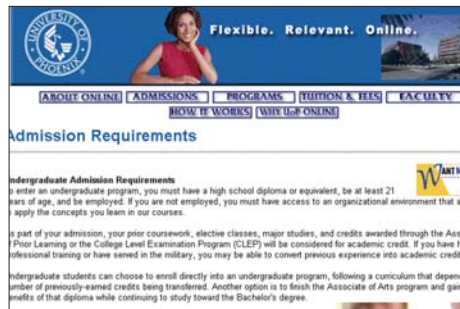 UNIVERSITY OF PHOENIX
Flexible. Relevant. Online.
ABOUT ONLINE ADMISSIONS PROGRAMS TUITION & FEES FACULTY
HOW IT WORKS WHY UoP ONLINE
Admission Requirements
WANT
ndergraduate Admission Requirements
o enter an undergraduate program, you must have a high school diploma or equivalent, be at least 21
ears of age, and be employed. If you are not employed, you must have access to an organizational environment that a
o apply the concepts you learn in our courses.
s part of your admission, your prior coursework, elective classes, major studies, and credits awarded through the Ass
f Prior Learning or the College Level Examination Program (CLEP) will be considered for academic credit. If you have h
rofessional training or have served in the military, you may be able to convert previous experience into academic credit
ndergraduate students can choose to enroll directly into an undergraduate program, following a curriculum that depen
umber of previously-earned credits being transferred. Another option is to finish the Associate of Arts program and gain
enefits of that diploma while continuing to study toward the Bachelor's degree.